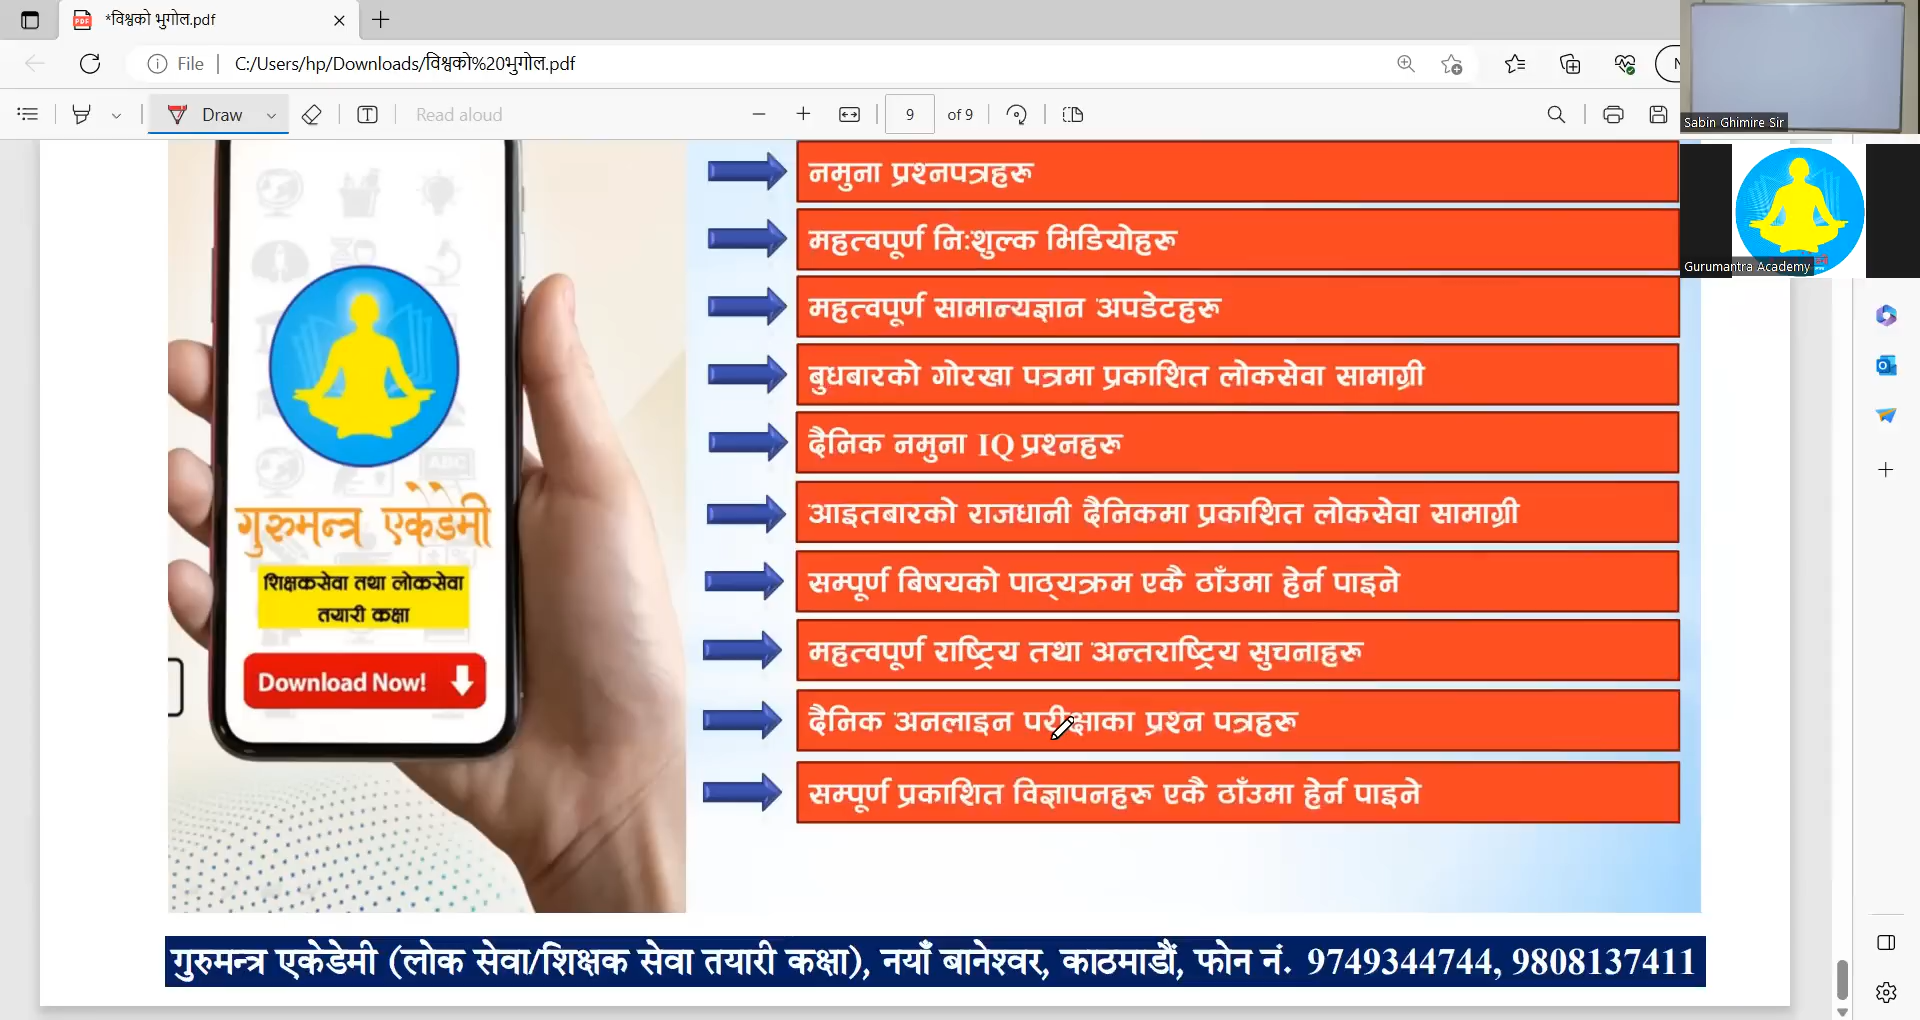 *विश्वको भुगोल.pdf
File
C:/Users/hp/Downloads/विश्वको%20भुगोल.pdf
Draw
Read aloud
9
of 9
Sabin Ghimire Sir
Gurumantra Academy
नमुना प्रश्नपत्रहरू
महत्वपूर्ण निःशुल्क भिडियोहरू
महत्वपूर्ण सामान्यज्ञान अपडेटहरू
बुधबारको गोरखा पत्रमा प्रकाशित लोकसेवा सामाग्री
दैनिक नमुना IQ प्रश्नहरू
आइतबारको राजधानी दैनिकमा प्रकाशित लोकसेवा सामाग्री
सम्पूर्ण बिषयको पाठ्यक्रम एकै ठाँउमा हेर्न पाइने
महत्वपूर्ण राष्ट्रिय तथा अन्तराष्ट्रिय सुचनाहरू
दैनिक अनलाइन परीक्षाका प्रश्न पत्रहरू
सम्पूर्ण प्रकाशित विज्ञापनहरू एकै ठाँउमा हेर्न पाइने
ABC
गुरुमन्त्र एकेडेमी
शिक्षकसेवा तथा लोकसेवा
तयारी कक्षा
Download Now!
गुरुमन्त्र एकेडेमी (लोक सेवा/शिक्षक सेवा तयारी कक्षा), नयाँ बानेश्वर, काठमाडौं, फोन नं. 9749344744, 9808137411